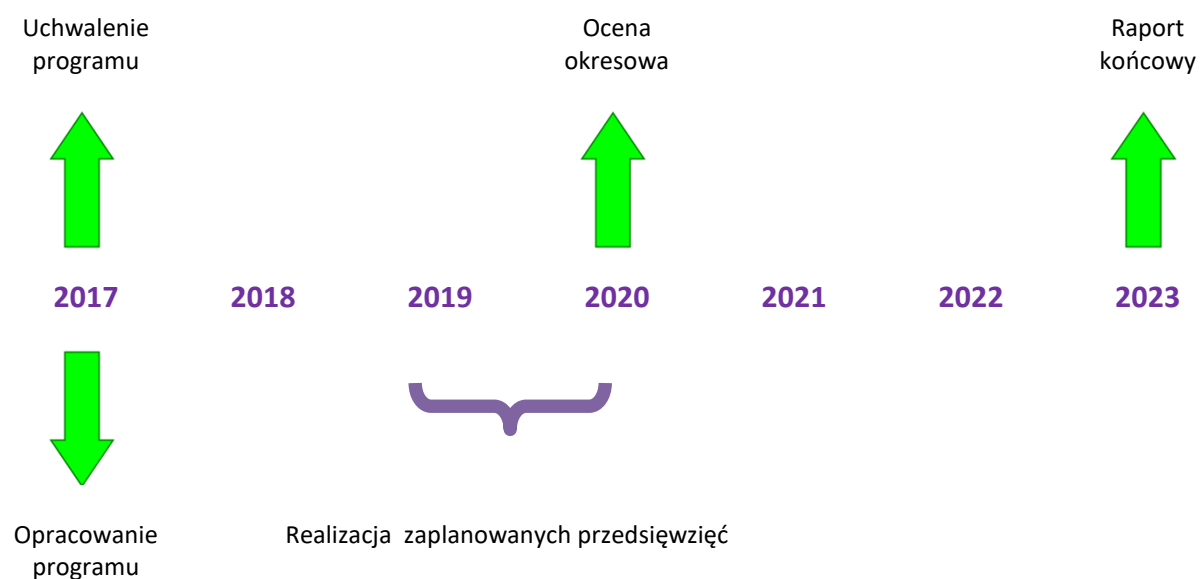 Uchwalenie
programu
Ocena
okresowa
Raport
końcowy
2017 2018 2019 2020 2021 2022 2023
Opracowanie
programu
Realizacja  zaplanowanych przedsięwzięć